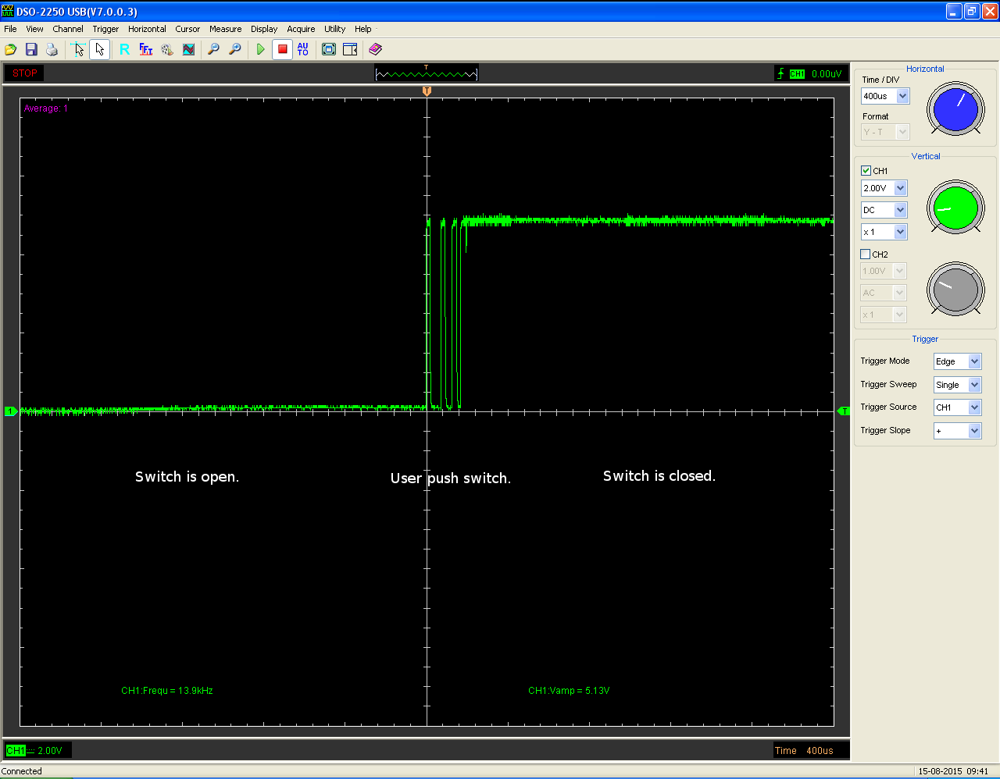 DSO-2250 USB(V7.0.0.3)
File View Channel Trigger Horizontal Cursor Measure Display Acquire Utility Help
R FFT AU TO
STOP
T
CH1 0.00uV
T
Average: 1
1
T
Switch is open.
User push switch.
Switch is closed.
CH1:Frequ = 13.9kHz
CH1:Vamp = 5.13V
CH1 2.00V
Time 400us
Horizontal
Time / DIV
400us
Format
Y - T
Vertical
CH1
2.00V
DC
x 1
CH2
1.00V
AC
x 1
Trigger
Trigger Mode Edge
Trigger Sweep Single
Trigger Source CH1
Trigger Slope +
Connected
15-08-2015 09:41